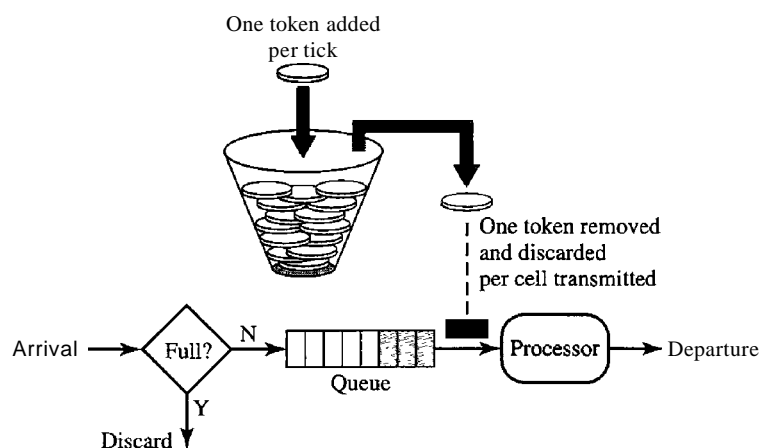 One token added
per tick
One token removed
and discarded
per cell transmitted
Arrival
Full?
N
Y
Discard
Queue
Processor
Departure